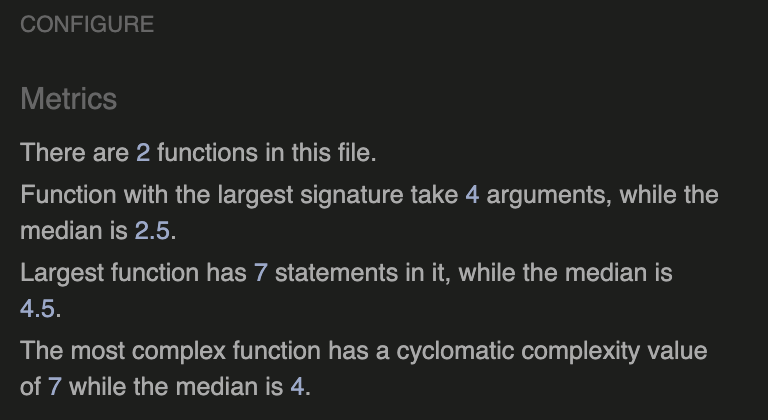 CONFIGURE
Metrics
There are 2 functions in this file.
Function with the largest signature take 4 arguments, while the
median is 2.5.
Largest function has 7 statements in it, while the median is
4.5.
The most complex function has a cyclomatic complexity value
of 7 while the median is 4.